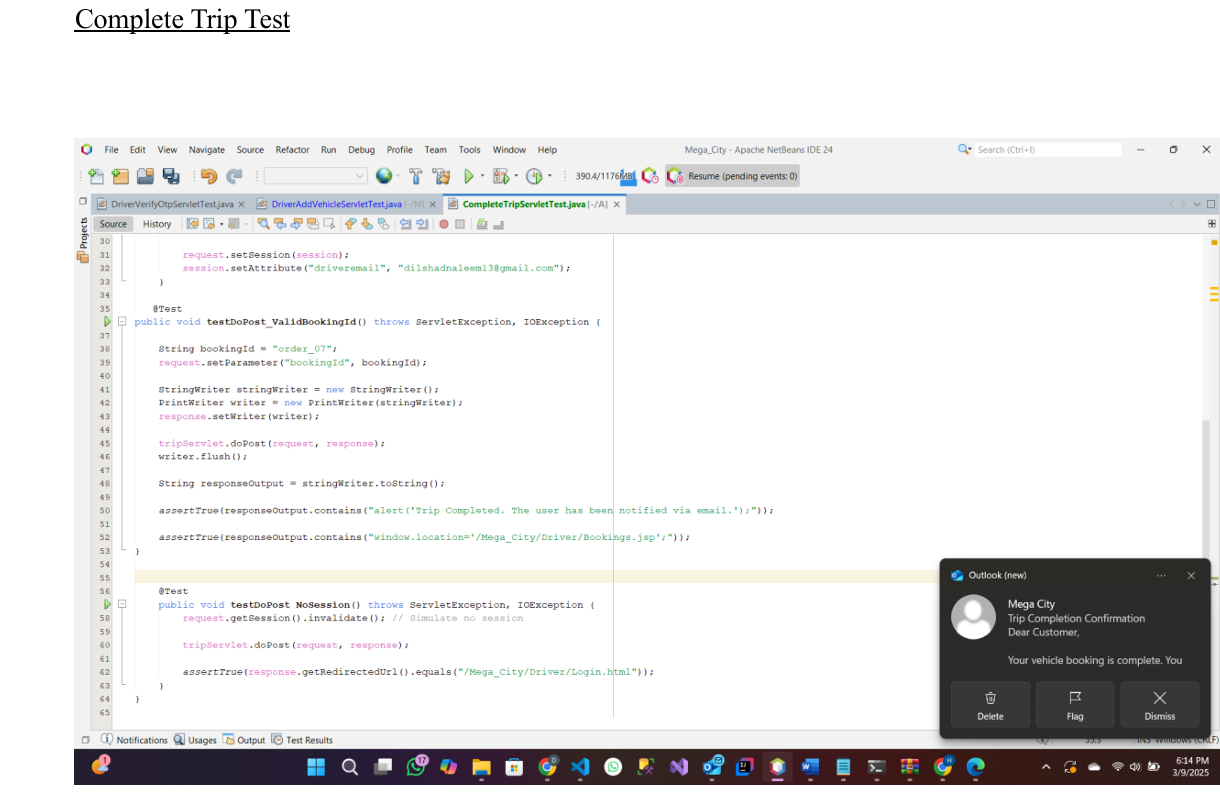 Complete Trip Test
File Edit View Navigate Source Refactor Run Debug Profile Team Tools Window Help
Mega_City - Apache NetBeans IDE 24
Search (Ctrl+I)
390.4/1176MB
Resume (pending events: 0)
DriverVerifyOtpServletTest.java
DriverAddVehicleServletTest.java [-/M]
CompleteTripServletTest.java [-/A]
Projects
Source History
30
31 request.setSession(session);
32 session.setAttribute("driveremail", "dilshadnaleem13@gmail.com");
33 }
34
35 @Test
public void testDoPost_ValidBookingId() throws ServletException, IOException {
37
38 String bookingId = "order_07";
39 request.setParameter("bookingId", bookingId);
40
41 StringWriter stringWriter = new StringWriter();
42 PrintWriter writer = new PrintWriter(stringWriter);
43 response.setWriter(writer);
44
45 tripServlet.doPost(request, response);
46 writer.flush();
47
48 String responseOutput = stringWriter.toString();
49
50 assertTrue(responseOutput.contains("alert('Trip Completed. The user has been notified via email.');"));
51
52 assertTrue(responseOutput.contains("window.location='/Mega_City/Driver/Bookings.jsp';"));
53 }
54
55
56 @Test
public void testDoPost_NoSession() throws ServletException, IOException {
58 request.getSession().invalidate(); // Simulate no session
59
60 tripServlet.doPost(request, response);
61
62 assertTrue(response.getRedirectedUrl().equals("/Mega_City/Driver/Login.html"));
63 }
64 }
65
Outlook (new)
Mega City
Trip Completion Confirmation
Dear Customer,
Your vehicle booking is complete. You
Delete Flag Dismiss
Notifications Usages Output Test Results
55:5 INS Windows (CRLF)
1
17
6:14 PM
3/9/2025